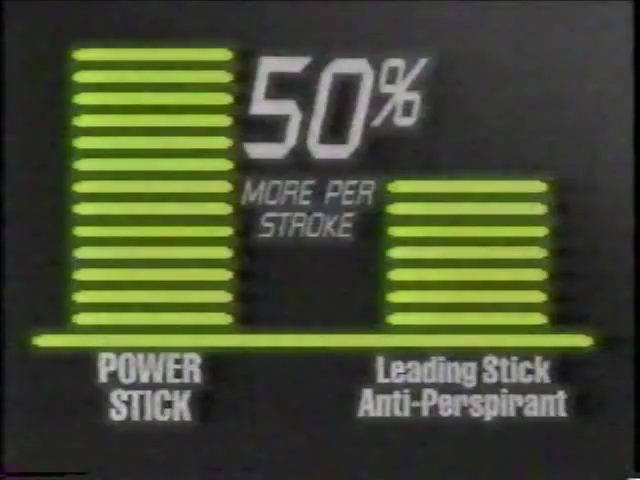 50%
MORE PER
STROKE
POWER
STICK
Leading Stick
Anti-Perspirant